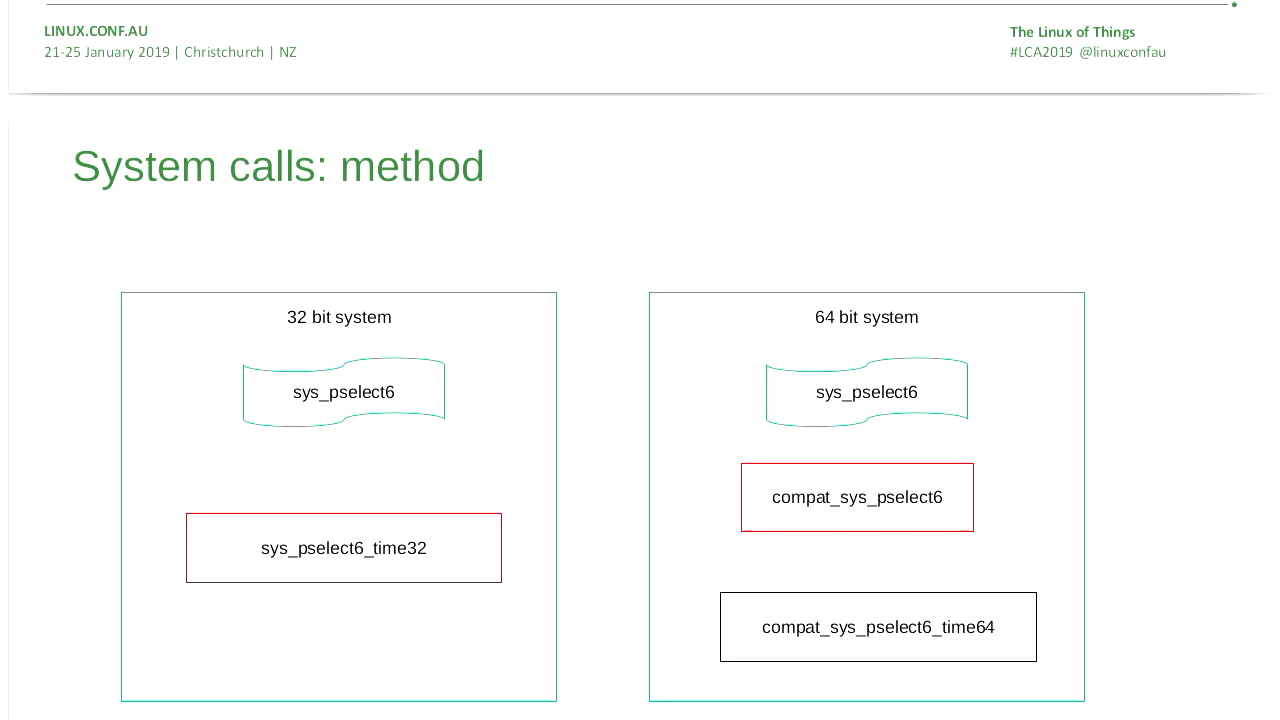 LINUX.CONF.AU
21-25 January 2019 | Christchurch | NZ
The Linux of Things
#LCA2019 @linuxconfau
System calls: method
32 bit system
sys_pselect6
sys_pselect6_time32
64 bit system
sys_pselect6
compat_sys_pselect6
compat_sys_pselect6_time64